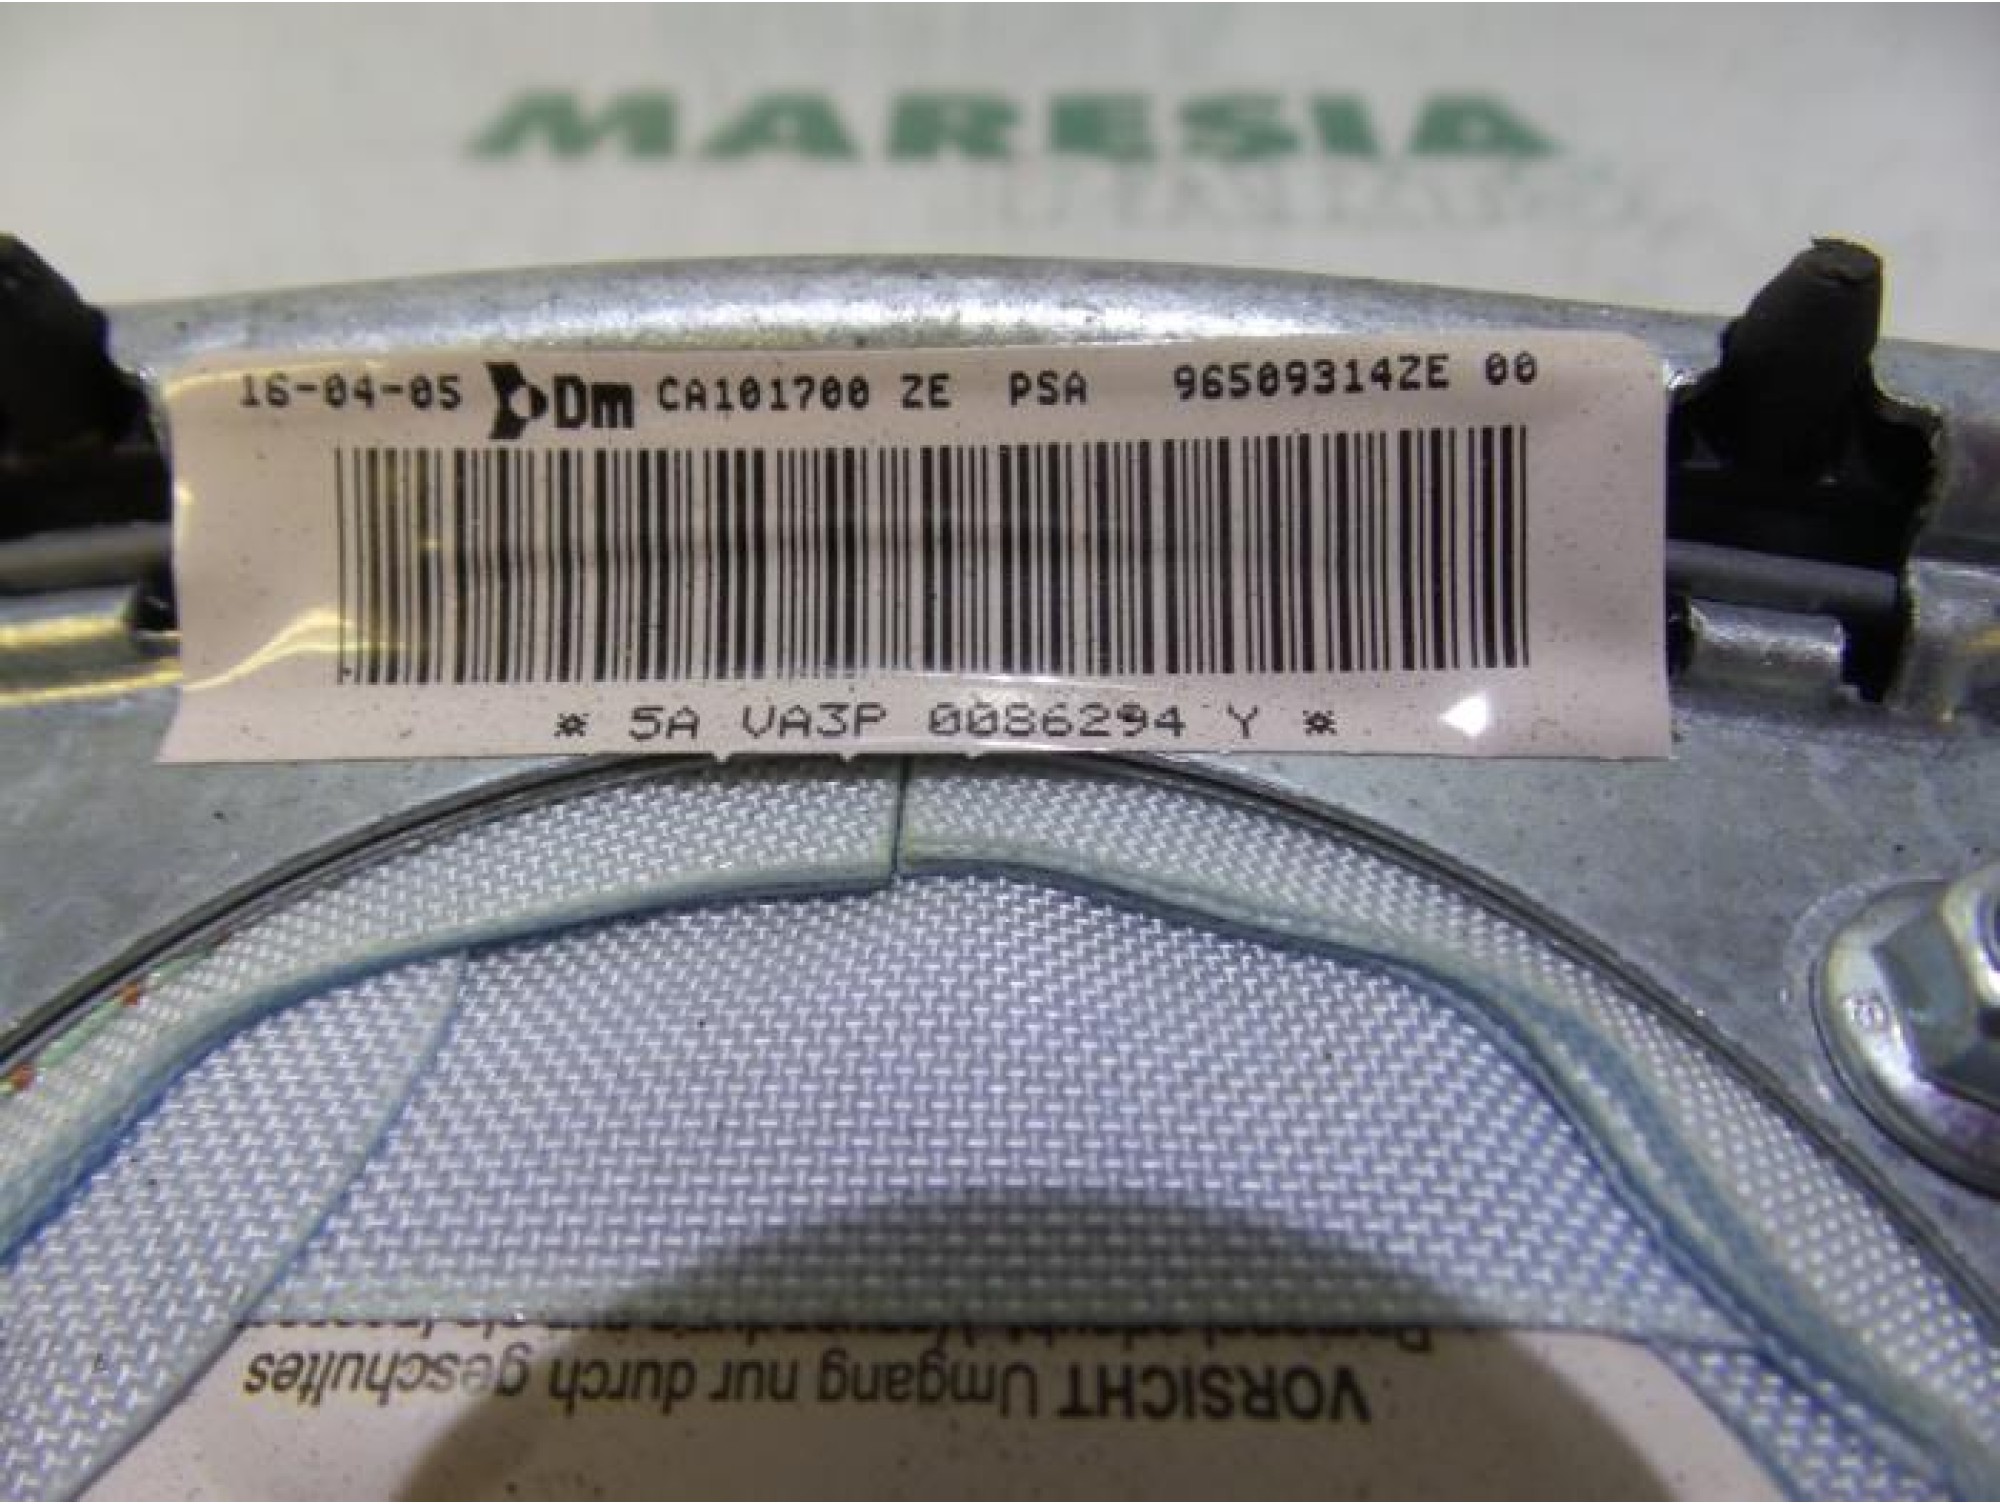 MARESIA
16-04-05 Dm CA101700 ZE PSA 96509314ZE 00
* 5A VA3P 0086294 Y *
VORSICHT Umgang nur durch geschultes